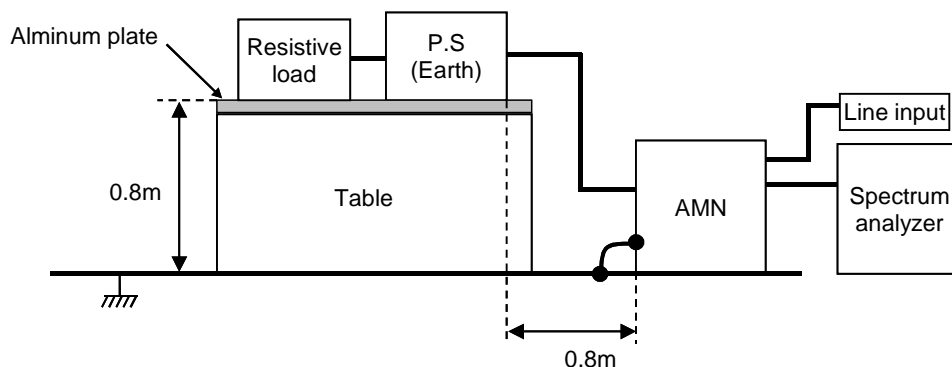 Alminum plate
Resistive
load
P.S
(Earth)
Line input
0.8m
Table
AMN
Spectrum
analyzer
0.8m